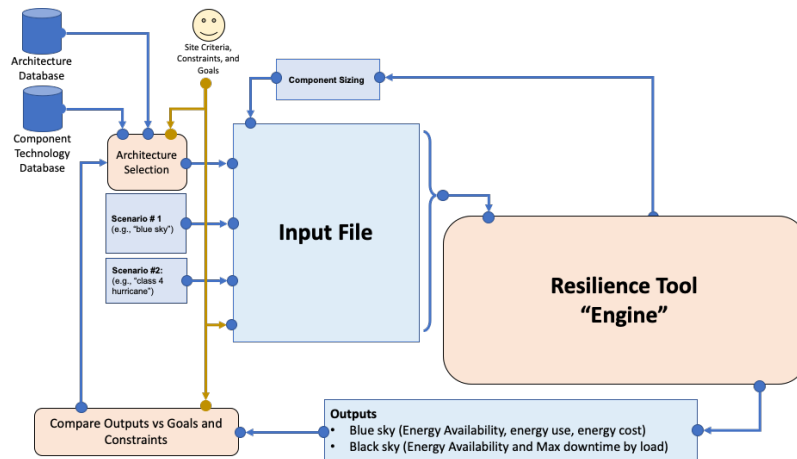 Architecture
Database
Site Criteria,
Constraints, and
Goals
Component Sizing
Component
Technology
Database
Architecture
Selection
Scenario # 1
(e.g., “blue sky”)
Scenario #2:
(e.g., “class 4
hurricane”)
Input File
Resilience Tool
“Engine”
Compare Outputs vs Goals and
Constraints
Outputs
• Blue sky (Energy Availability, energy use, energy cost)
• Black sky (Energy Availability and Max downtime by load)